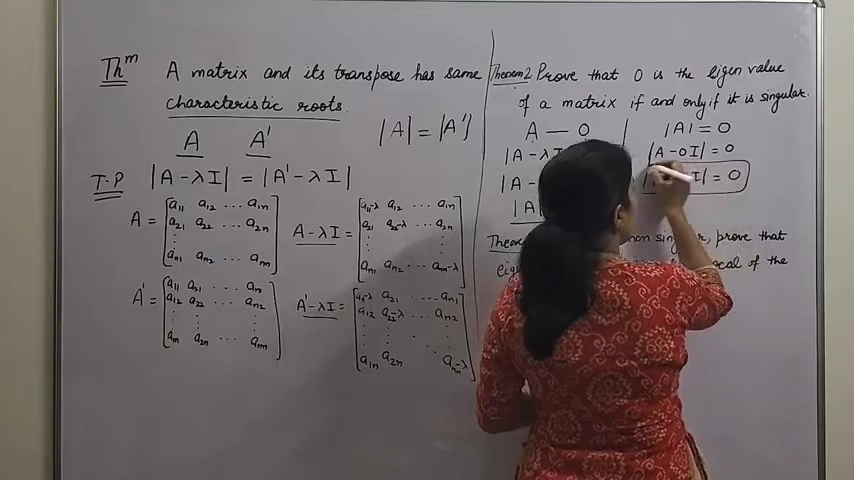 Thᵐ A matrix and its transpose has same
characteristic roots.
A A'
|A| = |A'|
T.P |A-λI| = |A'-λI|
A = [a₁₁ a₁₂ ... a₁ₙ
a₂₁ a₂₂ ... a₂ₙ
⋮
aₙ₁ aₙ₂ ... aₙₙ]
A-λI = [a₁₁-λ a₁₂ ... a₁ₙ
a₂₁ a₂₂-λ ... a₂ₙ
⋮
aₙ₁ aₙ₂ ... aₙₙ-λ]
A' = [a₁₁ a₂₁ ... aₙ₁
a₁₂ a₂₂ ... aₙ₂
⋮
a₁ₙ a₂ₙ ... aₙₙ]
A'-λI = [a₁₁-λ a₂₁ ... aₙ₁
a₁₂ a₂₂-λ ... aₙ₂
⋮
a₁ₙ a₂ₙ aₙₙ-λ]
Theorem 2 Prove that 0 is the eigen value
of a matrix if and only if it is singular.
A — 0
|A-λ
|A-
|A|
|A| = 0
|A-0I| = 0
I| = 0
singular, prove that
of the